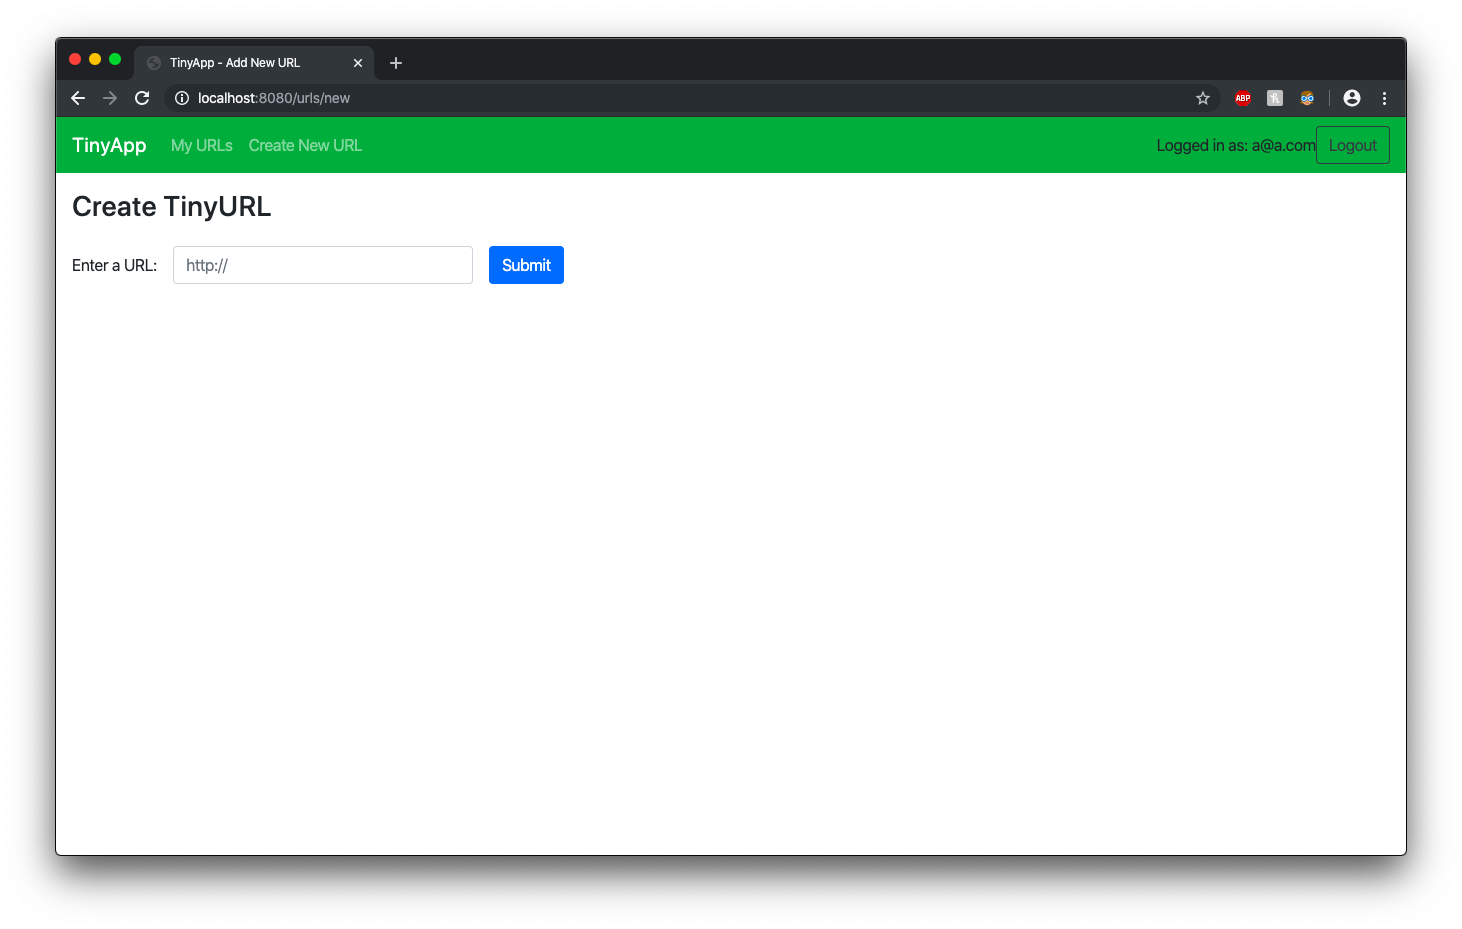 TinyApp - Add New URL
localhost:8080/urls/new
ABP
TinyApp My URLs Create New URL Logged in as: a@a.com Logout
Create TinyURL
Enter a URL: http:// Submit